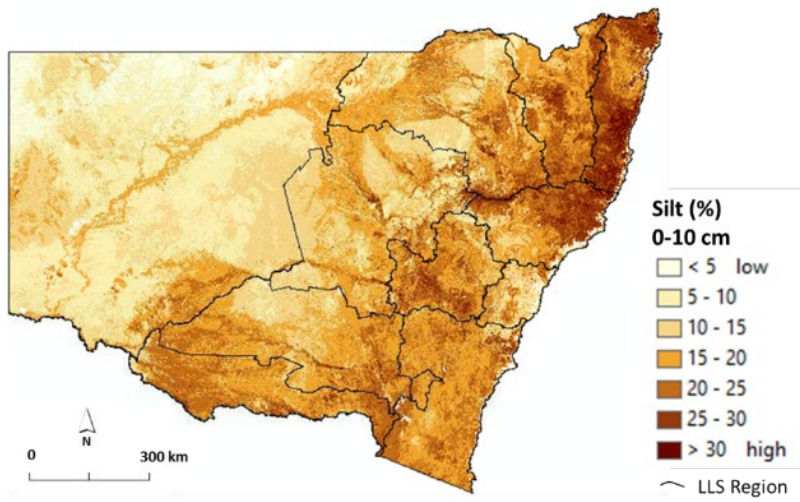 Silt (%)
0-10 cm
< 5 low
5 - 10
10 - 15
15 - 20
20 - 25
25 - 30
> 30 high
LLS Region
N
0 300 km